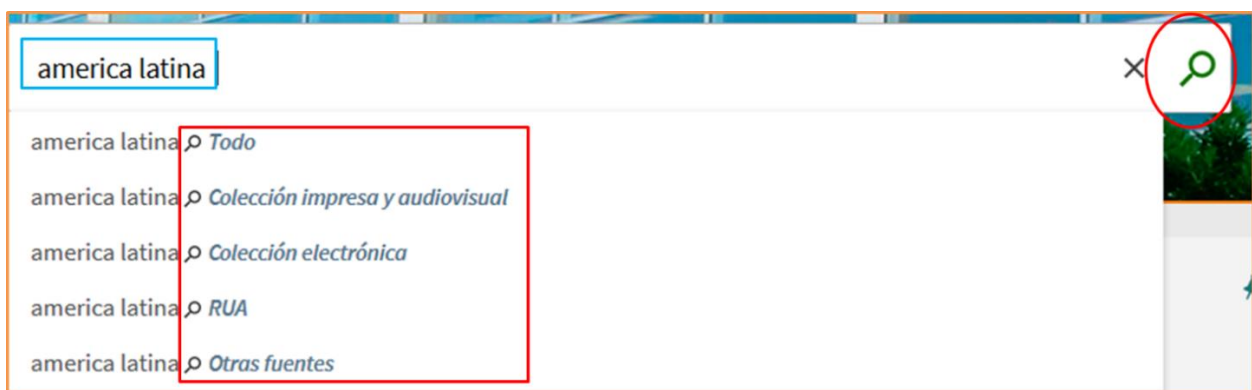 america latina
america latina Todo
america latina Colección impresa y audiovisual
america latina Colección electrónica
america latina RUA
america latina Otras fuentes